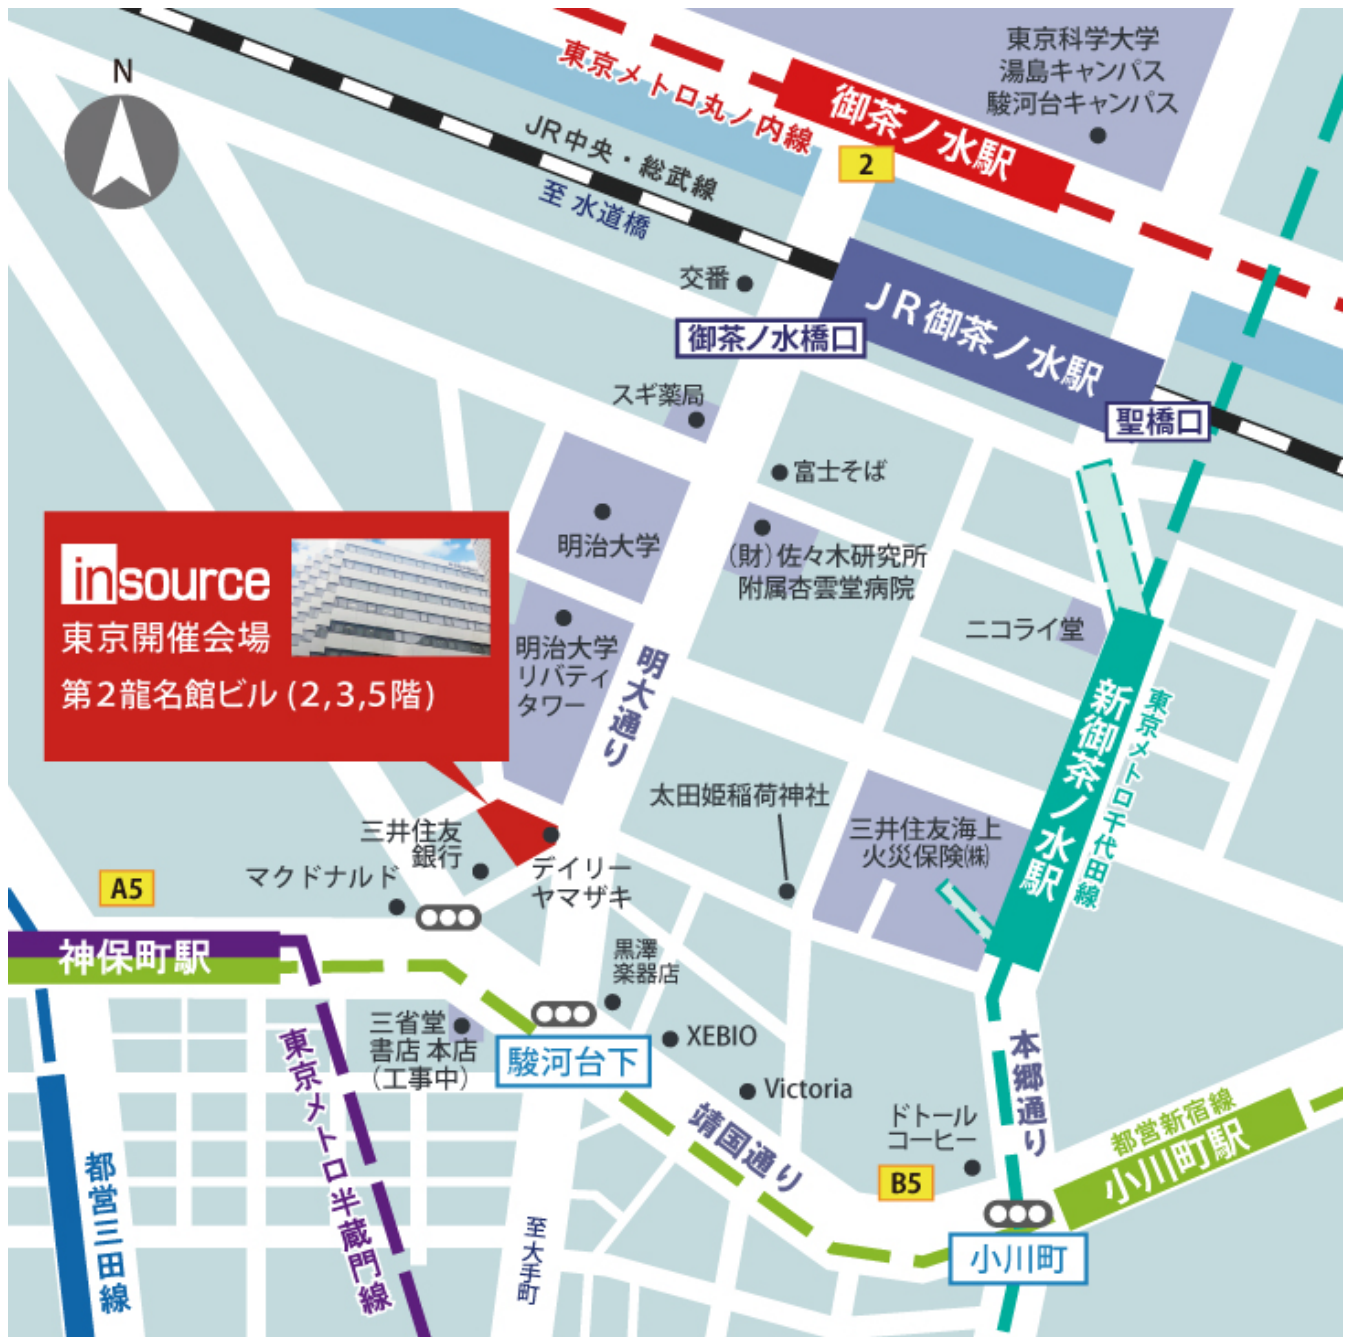 N
東京科学大学
湯島キャンパス
駿河台キャンパス
東京メトロ丸ノ内線
御茶ノ水駅
2
JR中央・総武線
至 水道橋
交番
JR御茶ノ水駅
御茶ノ水橋口
聖橋口
スギ薬局
富士そば
明治大学
(財)佐々木研究所
附属杏雲堂病院
insource
東京開催会場
第2龍名館ビル (2,3,5階)
明治大学
リバティ
タワー
明大通り
ニコライ堂
新御茶ノ水駅
東京メトロ千代田線
太田姫稲荷神社
三井住友海上
火災保険㈱
三井住友
銀行
デイリー
ヤマザキ
マクドナルド
A5
神保町駅
黒澤
楽器店
三省堂
書店 本店
(工事中)
駿河台下
XEBIO
Victoria
東京メトロ半蔵門線
都営三田線
靖国通り
本郷通り
ドトール
コーヒー
B5
都営新宿線
小川町駅
小川町
至大手町